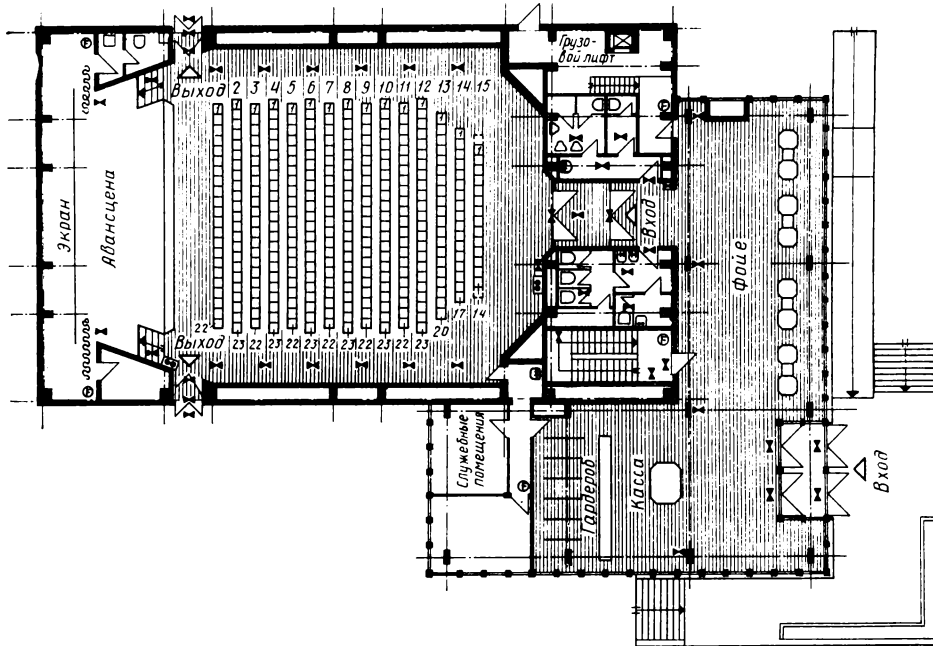 Грузо-
вой лифт
Выход 2 3 4 5 6 7 8 9 10 11 12 13 14 15
Экран
Авансцена
Вход
Фойе
22
Выход
23 22 23 22 23 22 23 22 23 22 23 20 17 14
Служебные
помещения
Гардероб
Касса
Вход